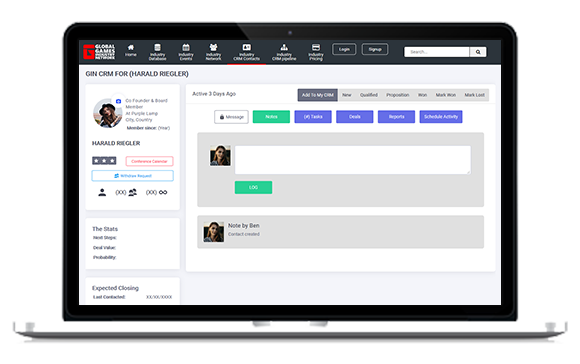 GLOBAL
GAMES
INDUSTRY
NETWORK
Home
Industry Database
Industry Events
Industry Network
Industry CRM Contacts
Industry CRM pipeline
Industry Pricing
Login
Signup
Search...
GIN CRM FOR (HARALD RIEGLER)
Co Founder & Board
Member
At Purple Lamp
City, Country
Member since: (Year)
HARALD RIEGLER
Conference Calendar
Withdraw Request
(XX) (XX)
The Stats
Next Steps:
Deal Value:
Probability:
Expected Closing
Last Contacted: XX/XX/XXXX
Active 3 Days Ago
Add To My CRM New Qualified Proposition Won Mark Won Mark Lost
Message Notes (#) Tasks Deals Reports Schedule Activity
LOG
Note by Ben
Contact created